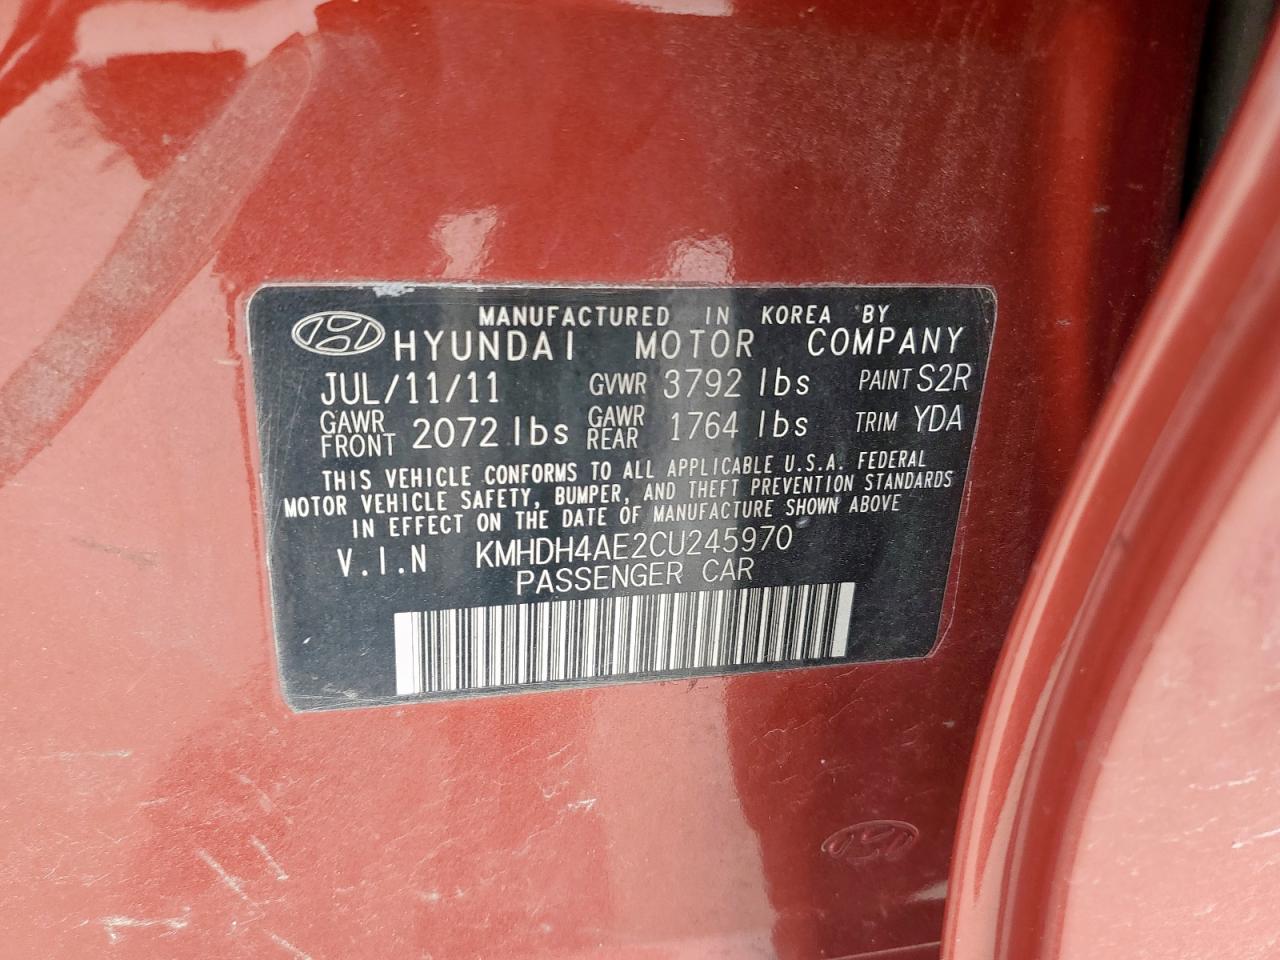 MANUFACTURED IN KOREA BY
HYUNDAI MOTOR COMPANY
JUL/11/11 GVWR 3792 lbs PAINT S2R
GAWR FRONT 2072 lbs GAWR REAR 1764 lbs TRIM YDA
THIS VEHICLE CONFORMS TO ALL APPLICABLE U.S.A. FEDERAL
MOTOR VEHICLE SAFETY, BUMPER, AND THEFT PREVENTION STANDARDS
IN EFFECT ON THE DATE OF MANUFACTURE SHOWN ABOVE
V.I.N KMHDH4AE2CU245970
PASSENGER CAR